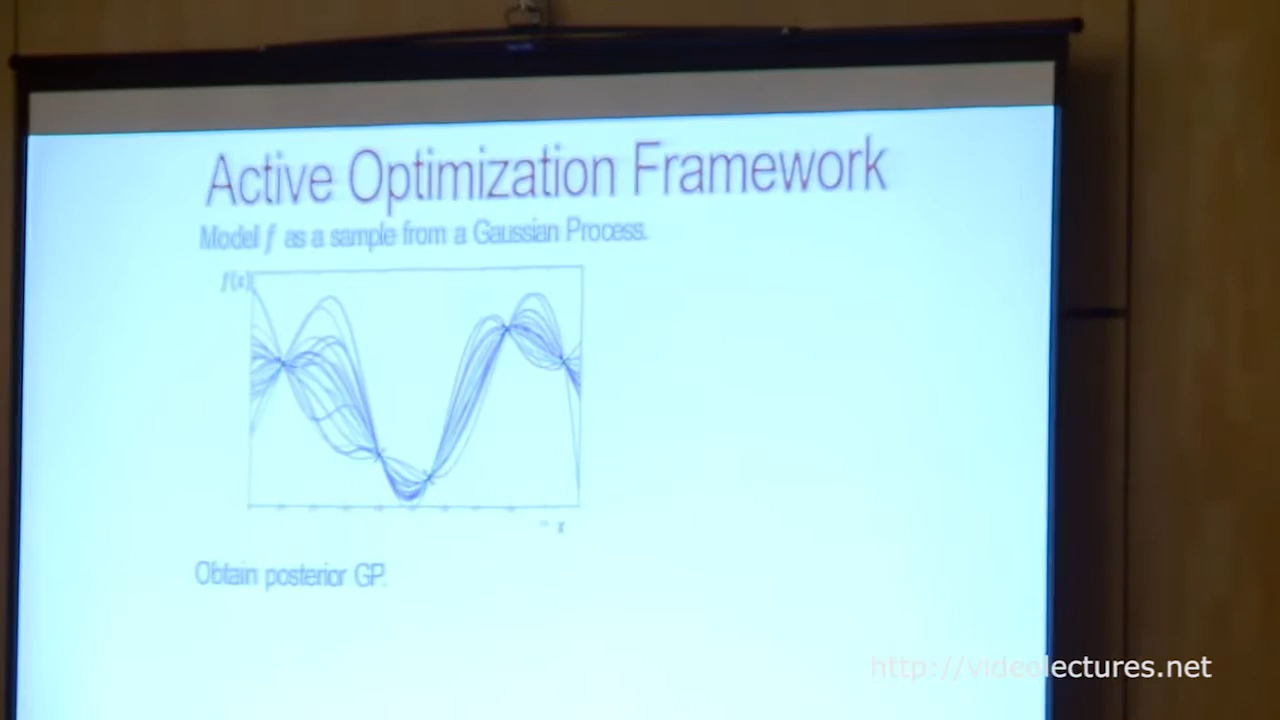 Active Optimization Framework
Model f as a sample from a Gaussian Process.
f(x)
x
Obtain posterior GP.
http://videolectures.net